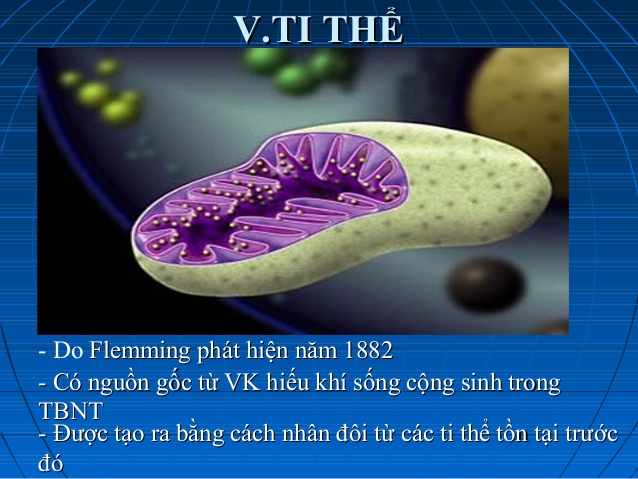 V.TI THỂ
- Do Flemming phát hiện năm 1882
- Có nguồn gốc từ VK hiếu khí sống cộng sinh trong
TBNT
- Được tạo ra bằng cách nhân đôi từ các ti thể tồn tại trước
đó